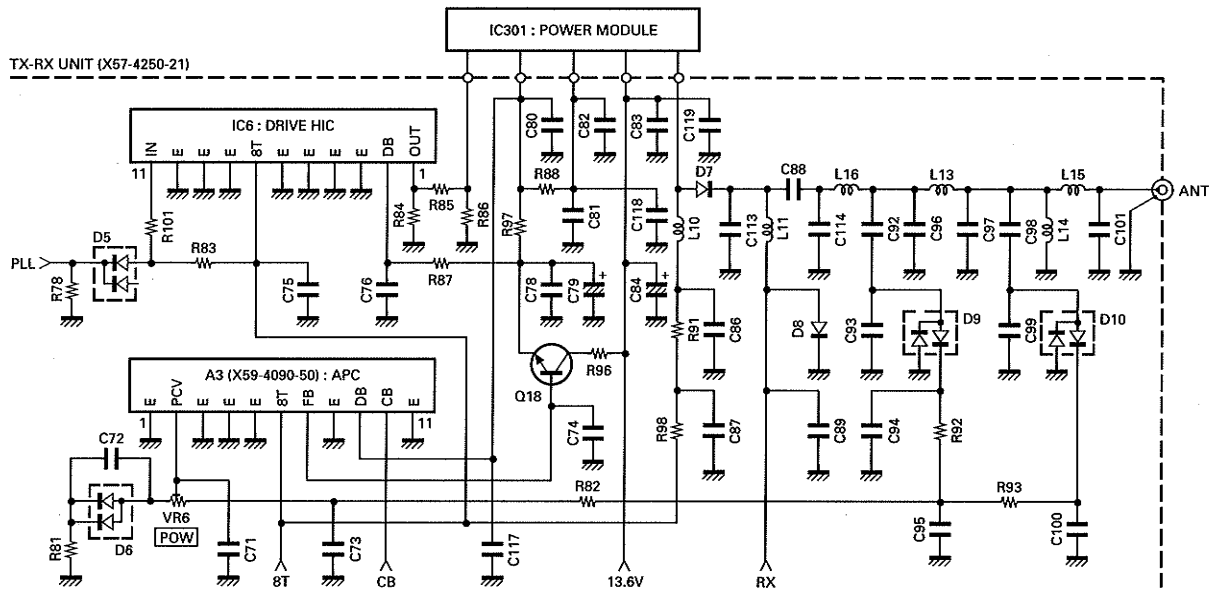 IC301 : POWER MODULE
TX-RX UNIT (X57-4250-21)
IC6 : DRIVE HIC
IN E E E 8T E E E E DB OUT
11 1
C80 C82 C83 C119
D7 C88 L16 L13 L15
ANT
R101 R84 R85 R86 R97 R88 C81 C118 L10 C113 L11 C114 C92 C96 C97 C98 L14 C101
D5 R83
PLL
R78 C75 C76 R87 C78 C79 + C84 +
R91 C86 D8 C93 D9 C99 D10
A3 (X59-4090-50) : APC
E PCV E E E 8T FB E DB CB E
1 11
Q18 R96
C74 R98 C87 C89 C94 R92
C72
R82 R93
VR6
POW
R81 D6 C71 C73 C117 C95 C100
8T CB 13.6V RX